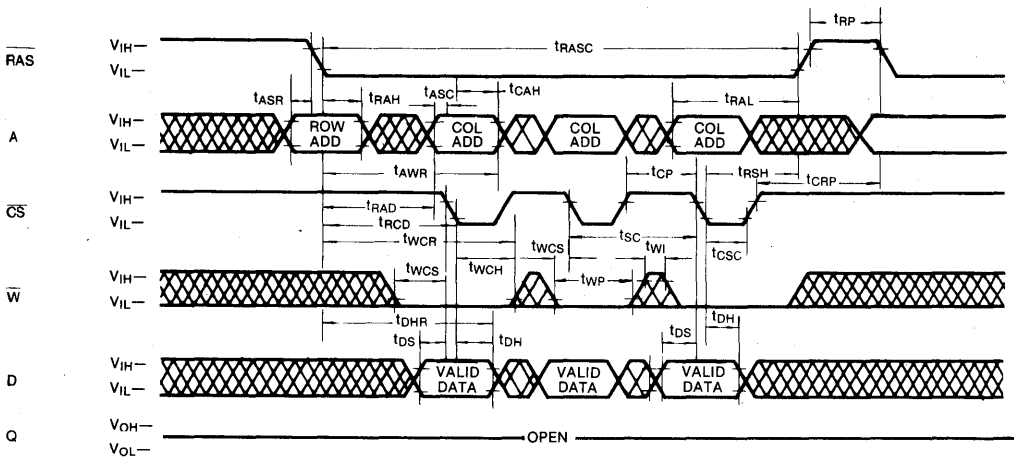 tRP
RAS
VIH—
VIL—
tRASC
tASR
tRAH
tASC
tCAH
tRAL
A
VIH—
VIL—
ROW
ADD
COL
ADD
COL
ADD
COL
ADD
tAWR
tCP
tRSH
tCRP
CS
VIH—
VIL—
tRAD
tRCD
tWCR
tSC
tWCS
tWCH
tWCS
tWI
tCSC
W
VIH—
VIL—
tWP
tDHR
tDH
tDS
tDH
tDS
D
VIH—
VIL—
VALID
DATA
VALID
DATA
VALID
DATA
Q
VOH—
VOL—
OPEN